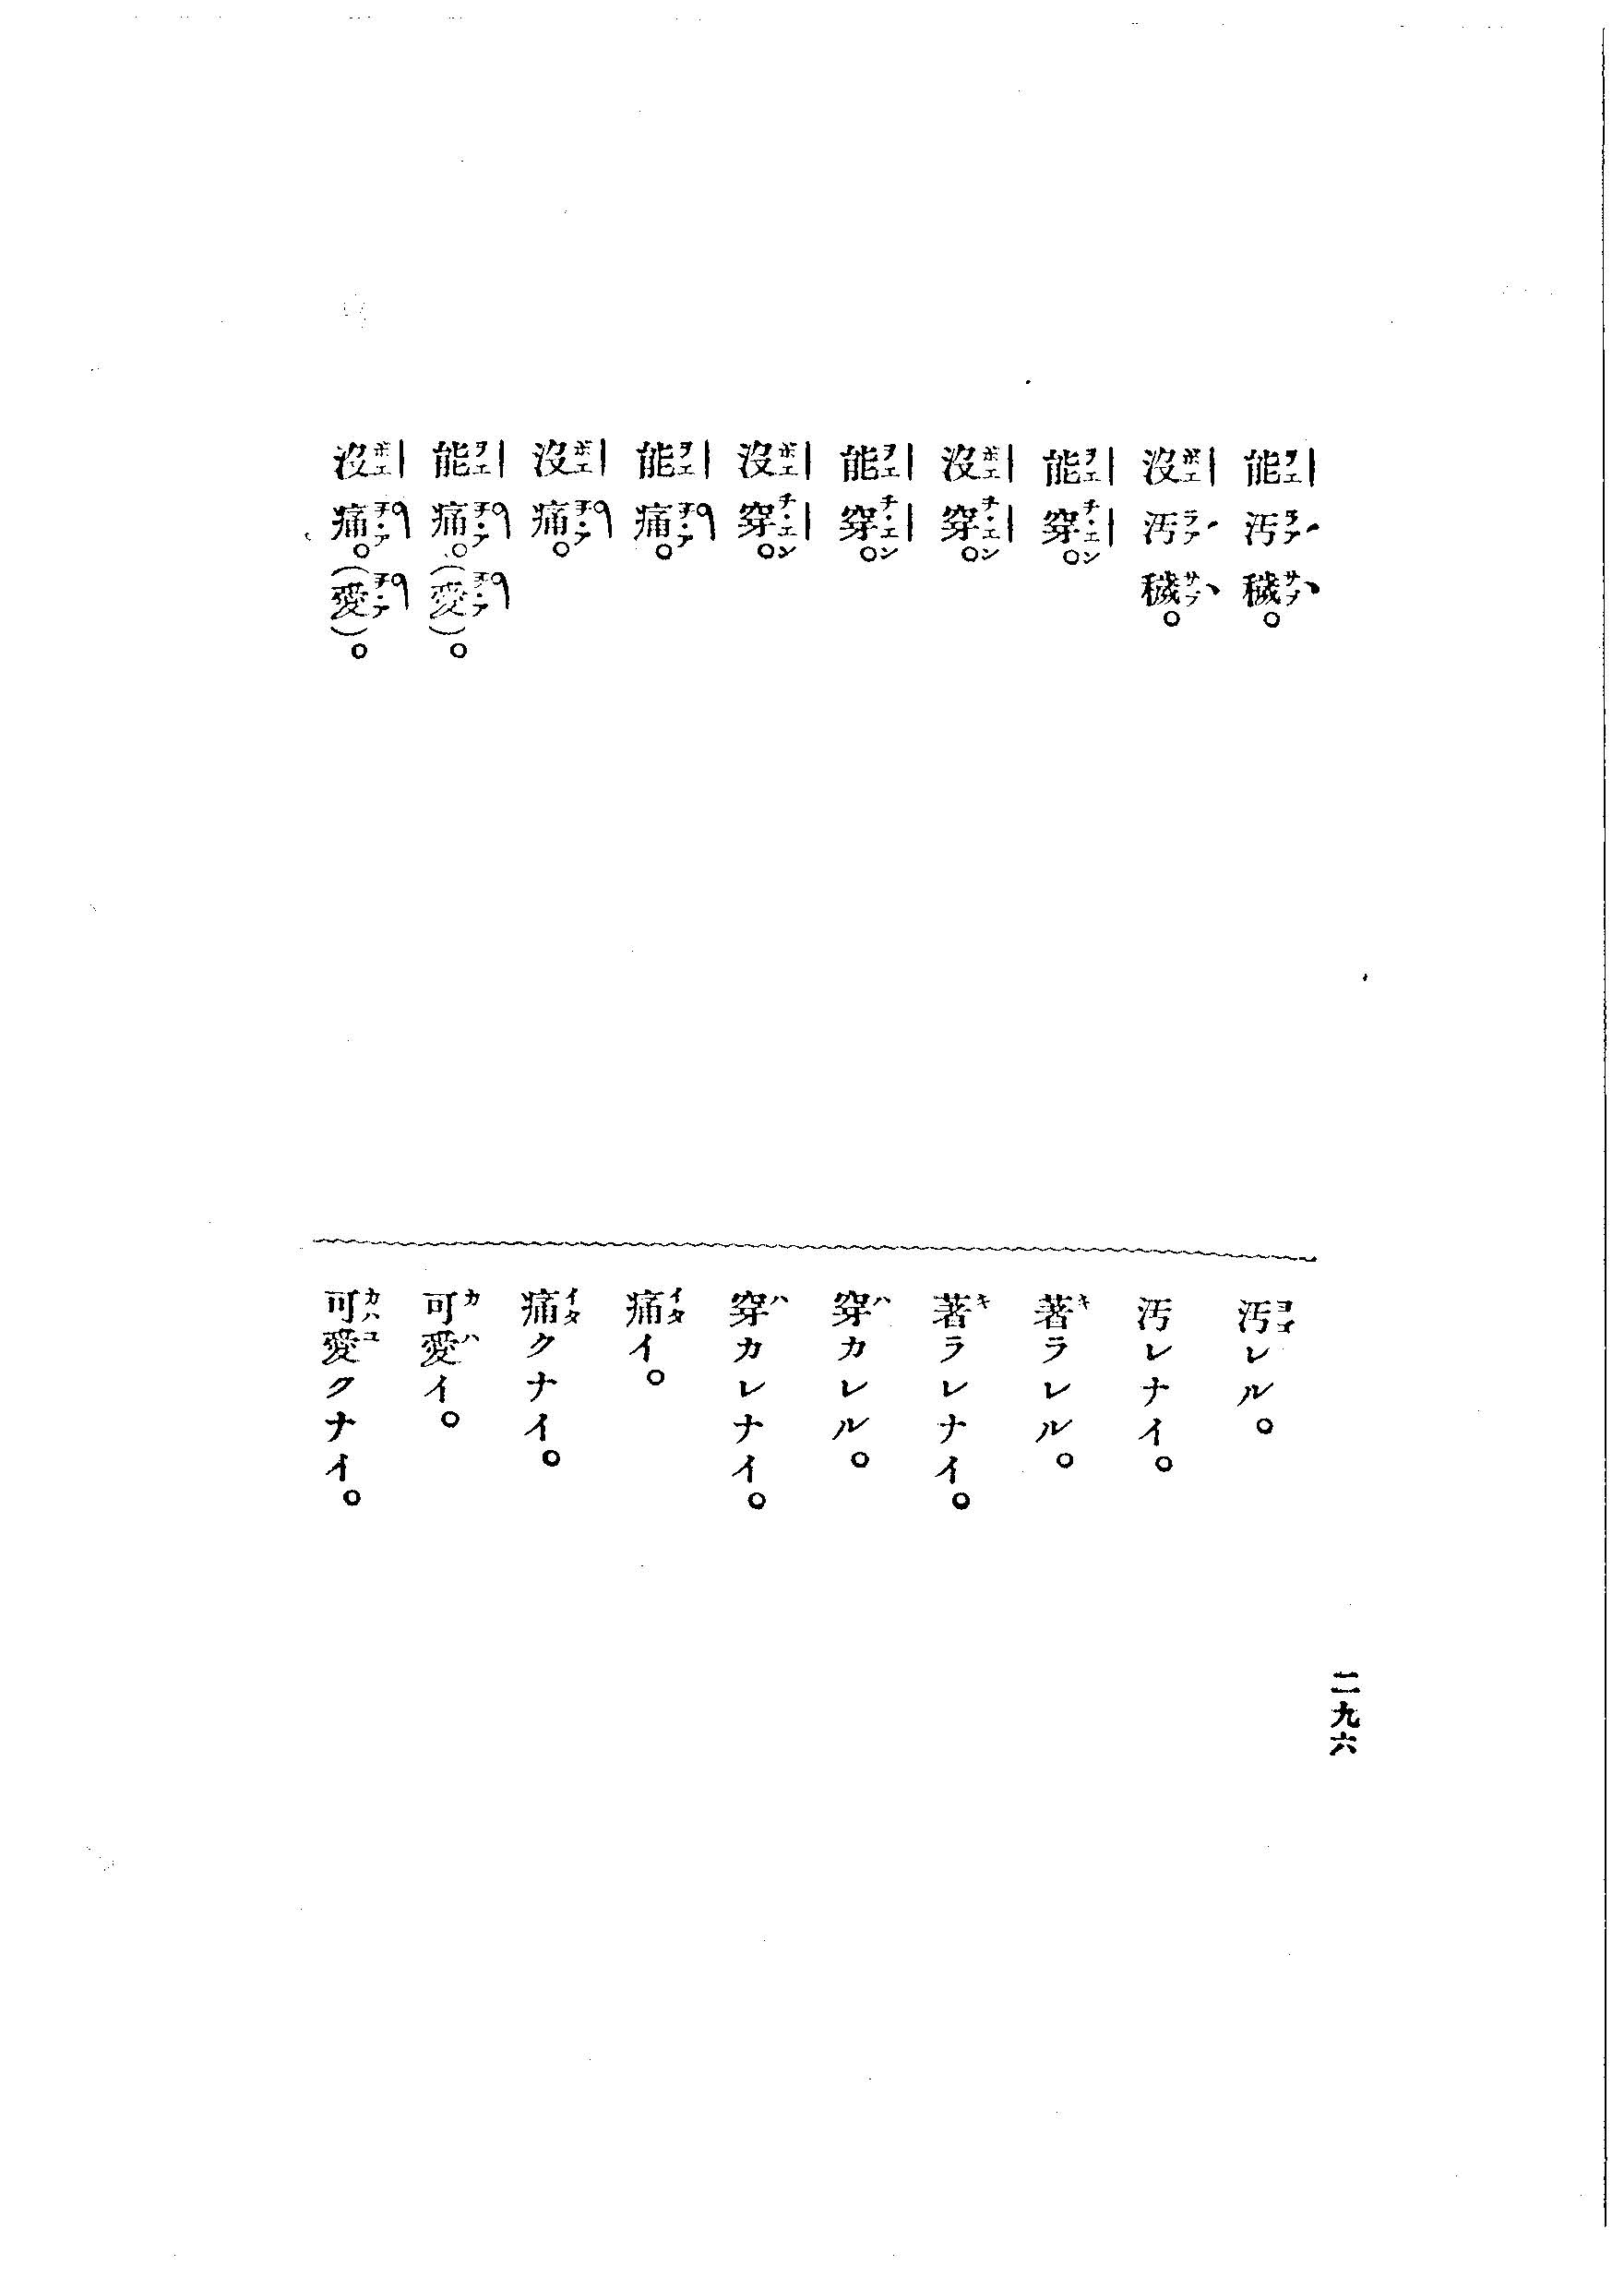 能汚穢。
沒汚穢。
能穿。
沒穿。
能穿。
沒穿。
能痛。
沒痛。
能痛。(愛)。
沒痛。(愛)。
汚レル。
汚レナイ。
著ラレル。
著ラレナイ。
穿カレル。
穿カレナイ。
痛イ。
痛クナイ。
可愛イ。
可愛クナイ。
二九六